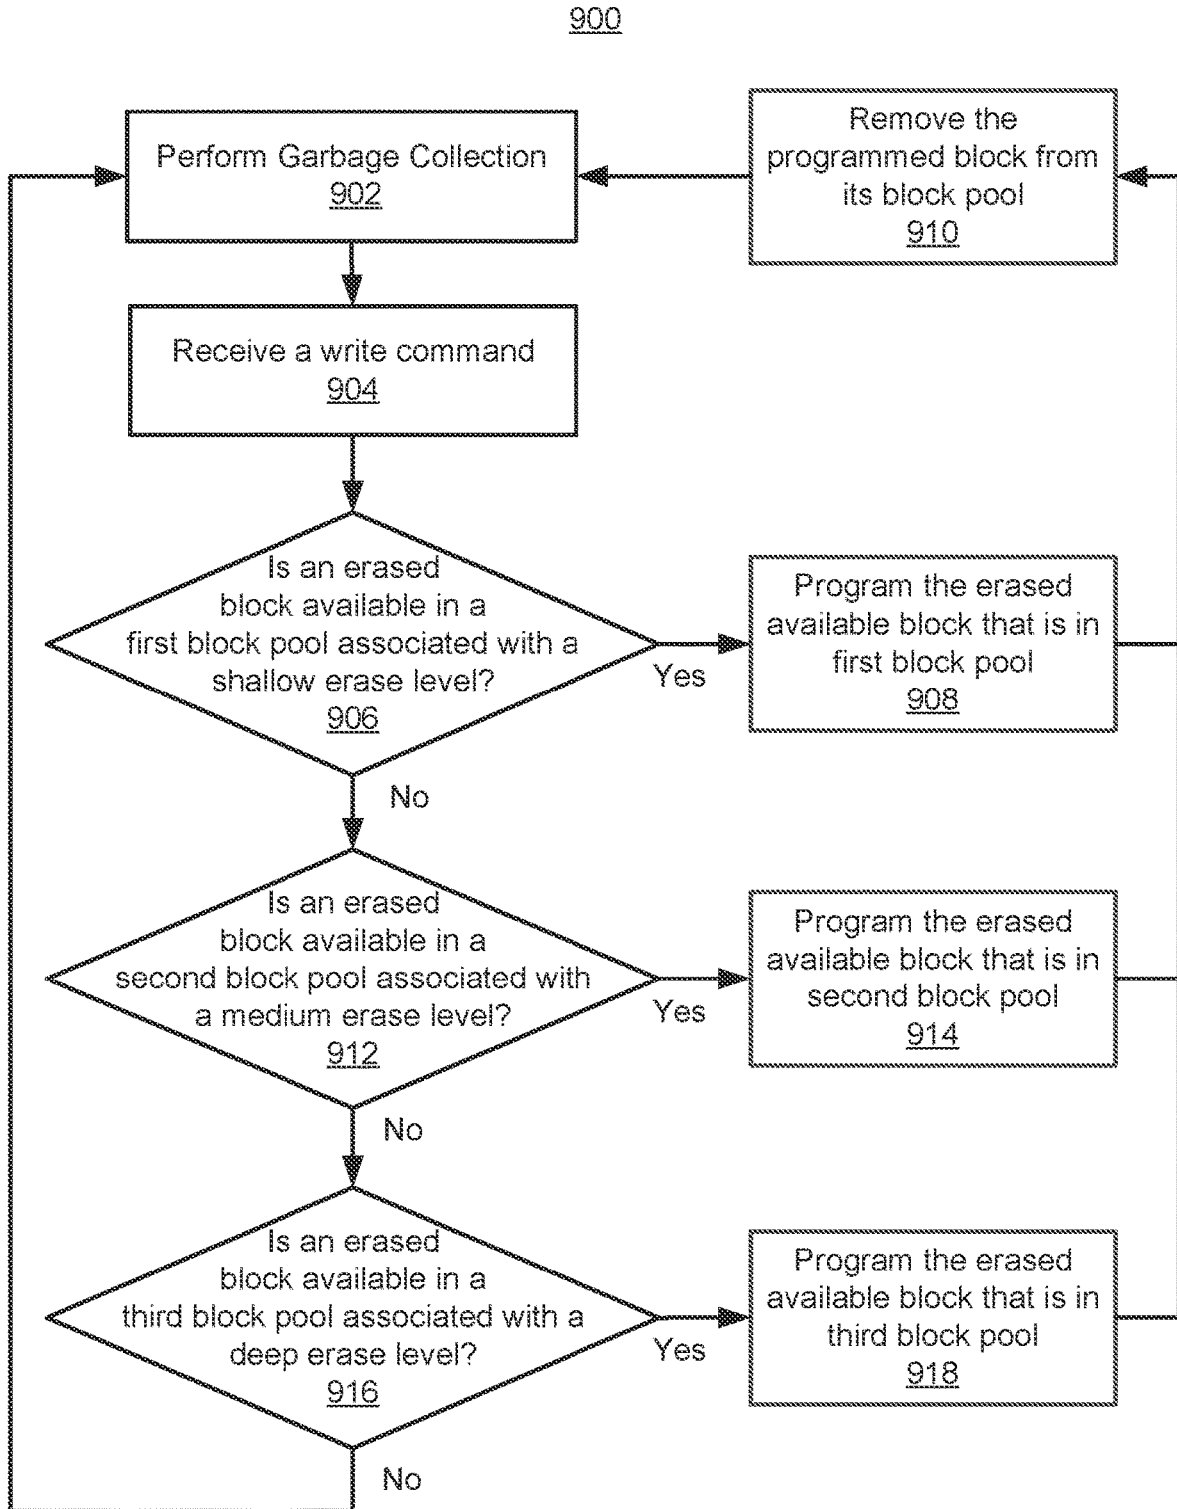 900
Perform Garbage Collection
902
Remove the
programmed block from
its block pool
910
Receive a write command
904
Is an erased
block available in a
first block pool associated with a
shallow erase level?
906
Yes
Program the erased
available block that is in
first block pool
908
No
Is an erased
block available in a
second block pool associated with
a medium erase level?
912
Yes
Program the erased
available block that is in
second block pool
914
No
Is an erased
block available in a
third block pool associated with a
deep erase level?
916
Yes
Program the erased
available block that is in
third block pool
918
No